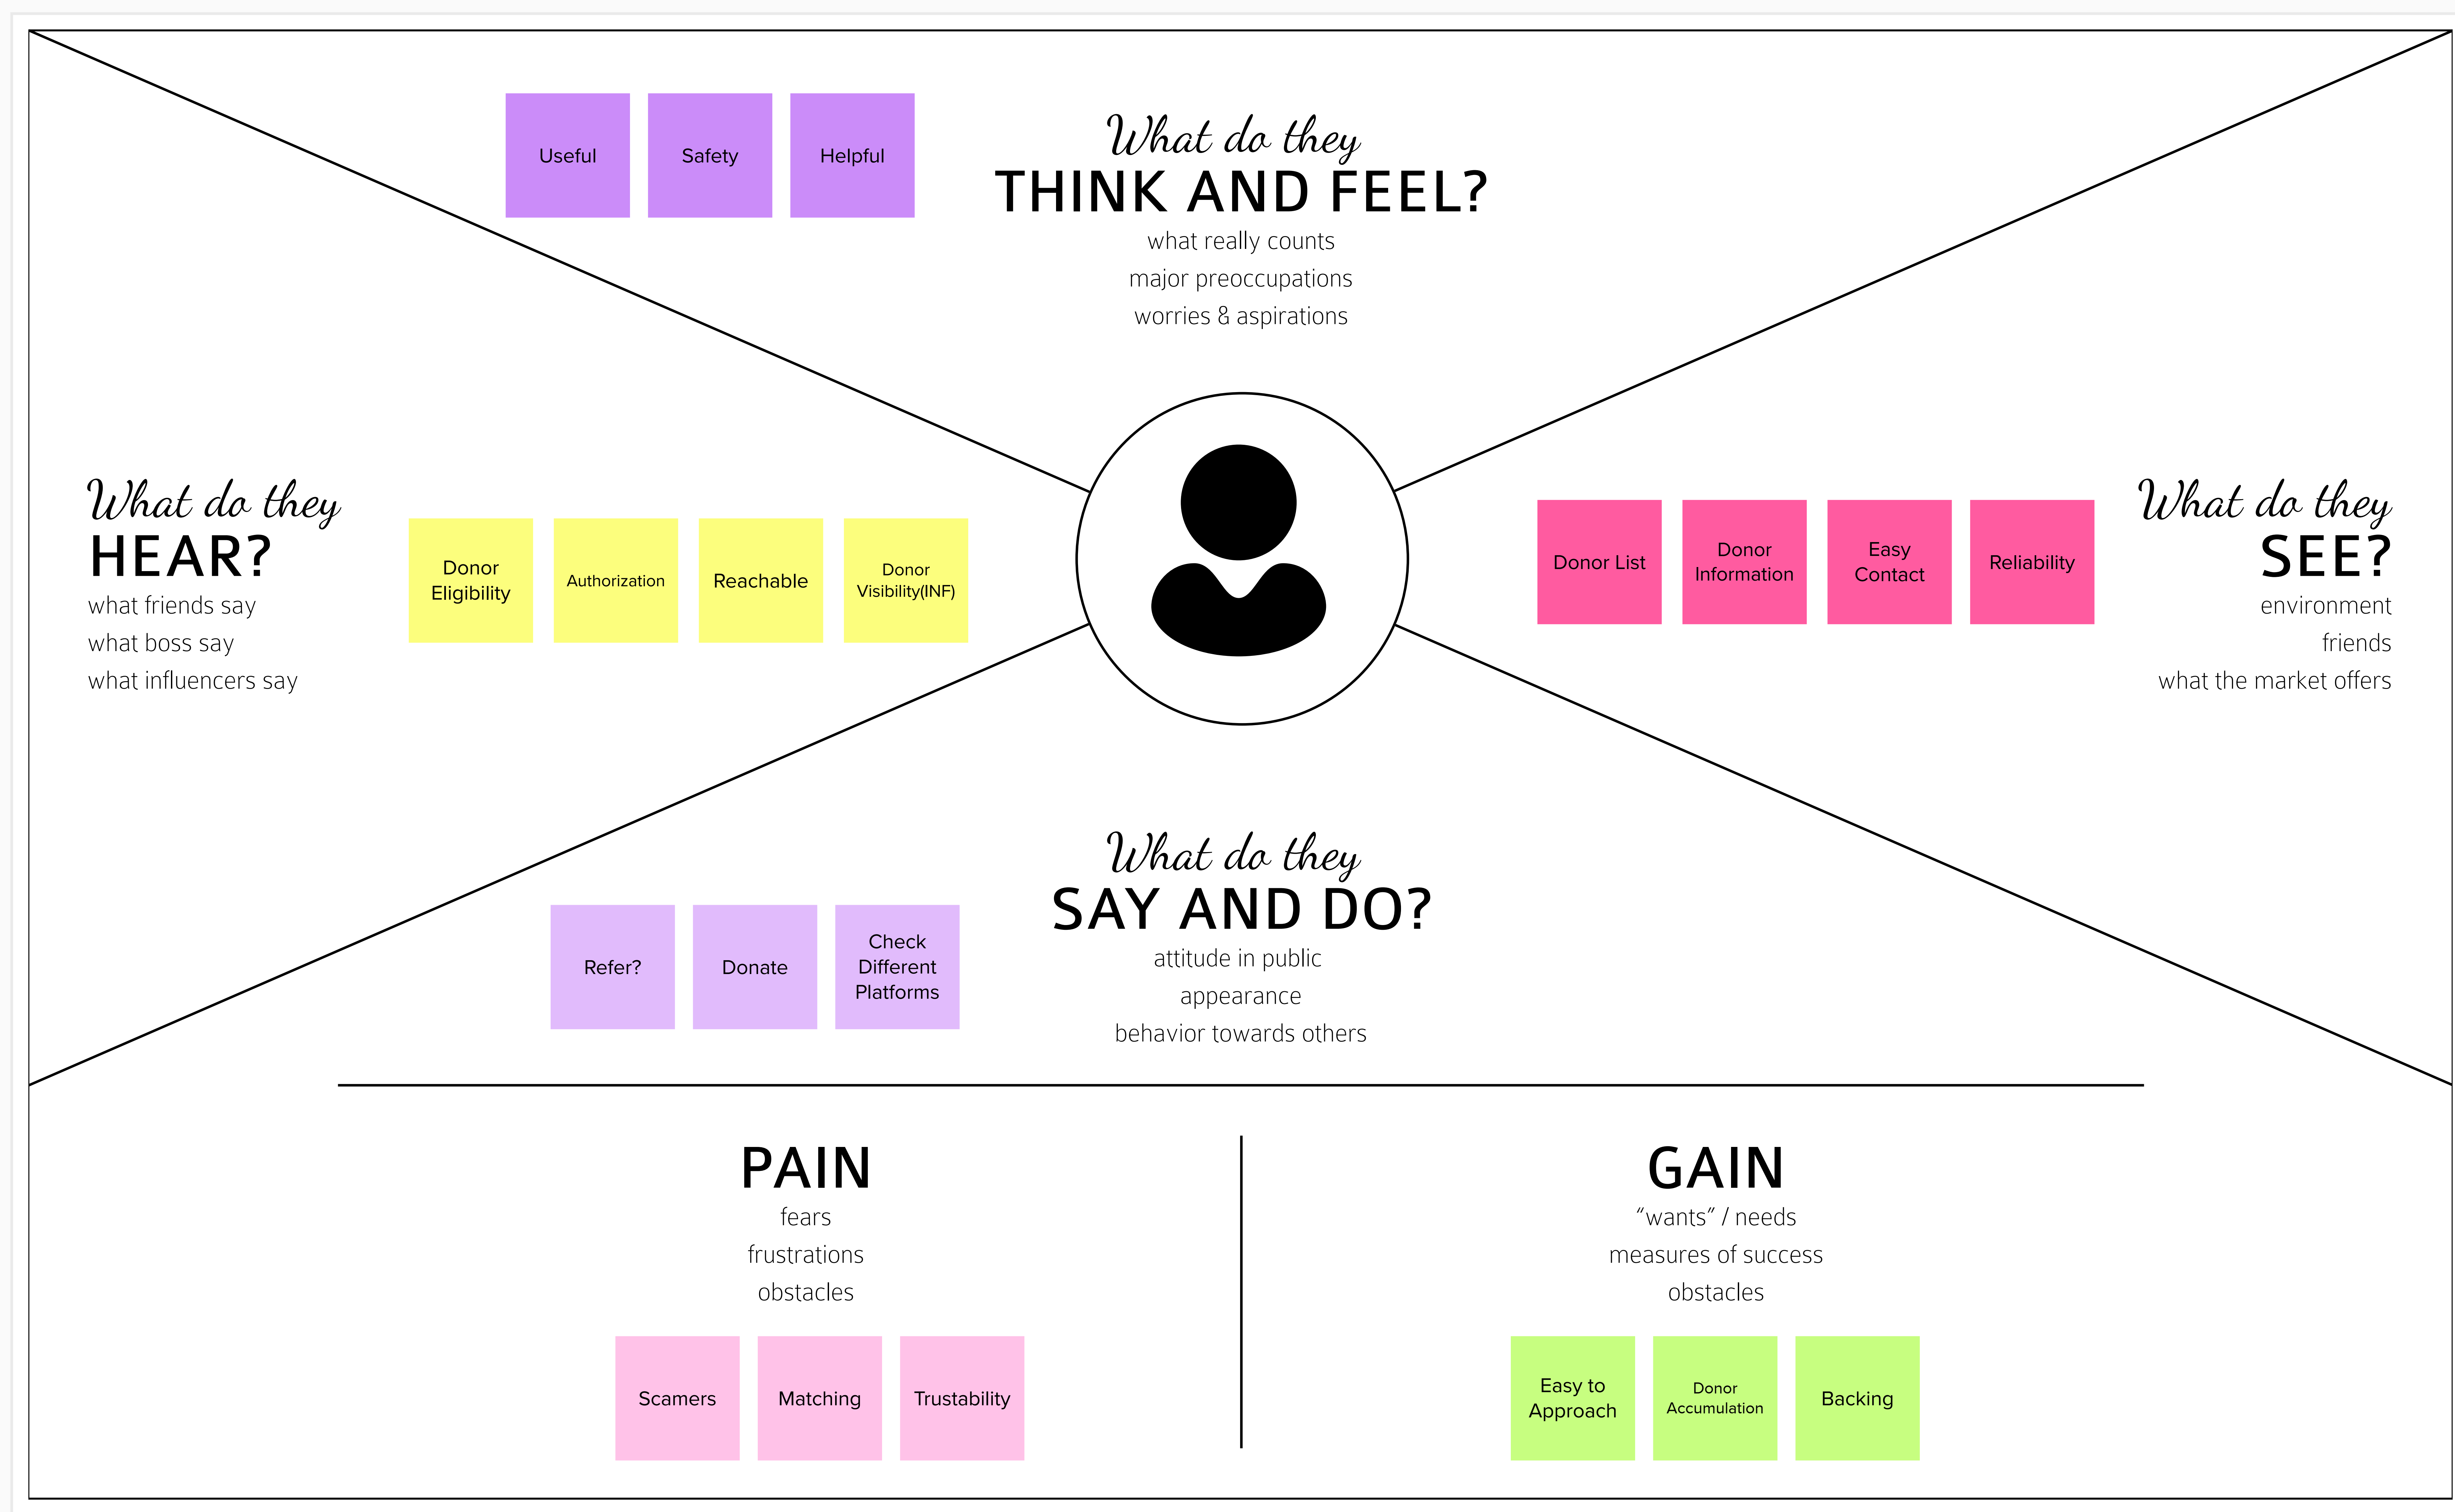 Useful
Safety
Helpful
What do they
THINK AND FEEL?
what really counts
major preoccupations
worries & aspirations
What do they
HEAR?
what friends say
what boss say
what influencers say
Donor
Eligibility
Authorization
Reachable
Donor
Visibility(INF)
Donor List
Donor
Information
Easy
Contact
Reliability
What do they
SEE?
environment
friends
what the market offers
What do they
SAY AND DO?
attitude in public
appearance
behavior towards others
Refer?
Donate
Check
Different
Platforms
PAIN
fears
frustrations
obstacles
Scamers
Matching
Trustability
GAIN
“wants” / needs
measures of success
obstacles
Easy to
Approach
Donor
Accumulation
Backing